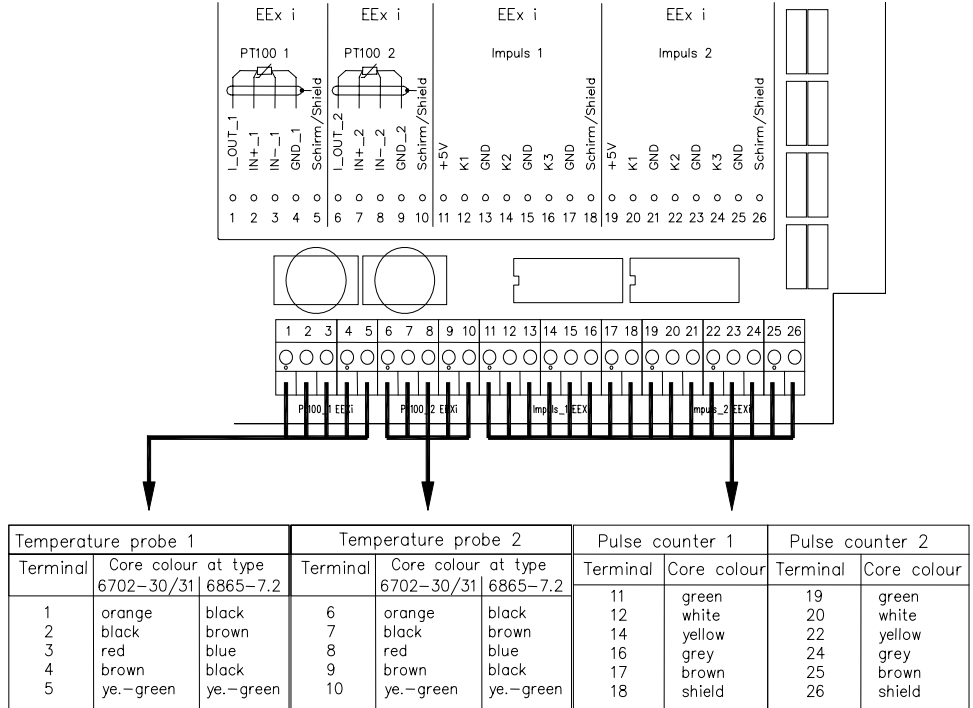 EEx i EEx i EEx i EEx i
PT100 1 PT100 2 Impuls 1 Impuls 2
I_OUT_1 IN+_1 IN-_1 GND_1 Schirm/Shield I_OUT_2 IN+_2 IN-_2 GND_2 Schirm/Shield +5V K1 GND K2 GND K3 GND Schirm/Shield +5V K1 GND K2 GND K3 GND Schirm/Shield
1 2 3 4 5 6 7 8 9 10 11 12 13 14 15 16 17 18 19 20 21 22 23 24 25 26
1 2 3 4 5 6 7 8 9 10 11 12 13 14 15 16 17 18 19 20 21 22 23 24 25 26
PT100_1 EEXi PT100_2 EEXi Impuls_1 EEXi Impuls_2 EEXi
Temperature probe 1 Temperature probe 2 Pulse counter 1 Pulse counter 2
Terminal Core colour at type Terminal Core colour at type Terminal Core colour Terminal Core colour
6702-30/31 6865-7.2 6702-30/31 6865-7.2
1 orange black 6 orange black 11 green 19 green
2 black brown 7 black brown 12 white 20 white
3 red blue 8 red blue 14 yellow 22 yellow
4 brown black 9 brown black 16 grey 24 grey
5 ye.-green ye.-green 10 ye.-green ye.-green 17 brown 25 brown
18 shield 26 shield